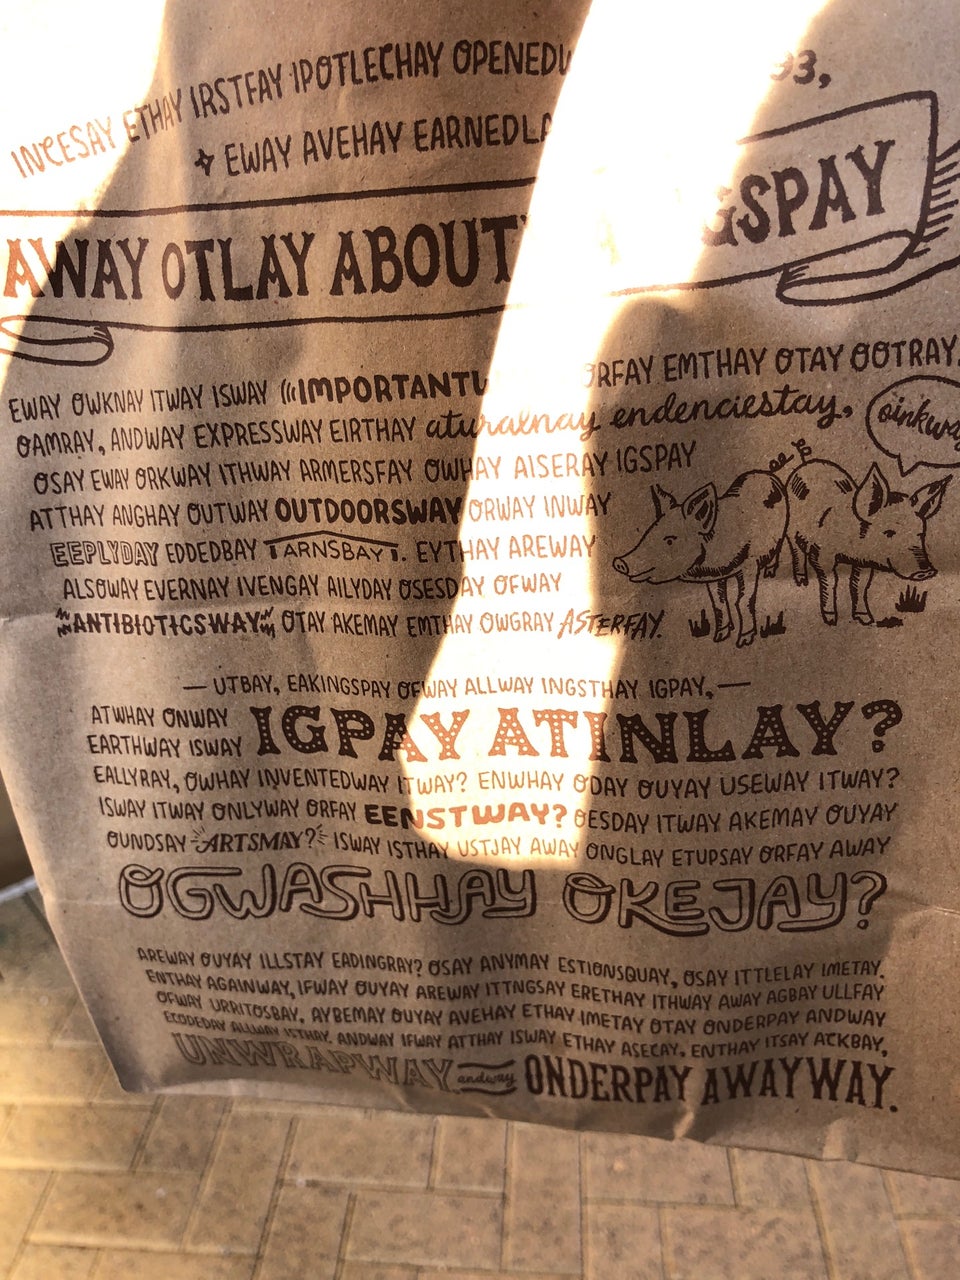 INCESAY ETHAY IRSTFAY IPOTLECHAY OPENEDW 93,
& EWAY AVEHAY EARNEDLA
AWAY OTLAY ABOUT GSPAY
EWAY OWKNAY ITWAY ISWAY IMPORTANTW ORFAY EMTHAY OTAY OOTRAY,
OAMRAY, ANDWAY EXPRESSWAY EIRTHAY aturalnay endenciestay,
oinkway
OSAY EWAY ORKWAY ITHWAY ARMERSFAY OWHAY AISERAY IGSPAY
ATTHAY ANGHAY OUTWAY OUTDOORSWAY ORWAY INWAY
EEPLYDAY EDDEDBAY ARNSBAY. EYTHAY AREWAY
ALSOWAY EVERNAY IVENGAY AILYDAY OSESDAY OFWAY
ANTIBIOTICSWAY OTAY AKEMAY EMTHAY OWGRAY ASTERFAY.
— UTBAY, EAKINGSPAY OFWAY ALLWAY INGSTHAY IGPAY, —
ATWHAY ONWAY
EARTHWAY ISWAY IGPAY ATINLAY?
EALLYRAY, OWHAY INVENTEDWAY ITWAY? ENWHAY ODAY OUYAY USEWAY ITWAY?
ISWAY ITWAY ONLYWAY ORFAY EENSTWAY? OESDAY ITWAY AKEMAY OUYAY
OUNDSAY ARTSMAY? ISWAY ISTHAY USTJAY AWAY ONGLAY ETUPSAY ORFAY AWAY
OGWASHHAY OKEJAY?
AREWAY OUYAY ILLSTAY EADINGRAY? OSAY ANYMAY ESTIONSQUAY, OSAY ITTLELAY IMETAY.
ENTHAY AGAINWAY, IFWAY OUYAY AREWAY ITTNGSAY ERETHAY ITHWAY AWAY AGBAY ULLFAY
OFWAY URRITOSBAY, AYBEMAY OUYAY AVEHAY ETHAY IMETAY OTAY ONDERPAY ANDWAY
ECODEDAY ALLWAY ISTHAY. ANDWAY IFWAY ATTHAY ISWAY ETHAY ASECAY, ENTHAY ITSAY ACKBAY,
UNWRAPWAY andway ONDERPAY AWAYWAY.